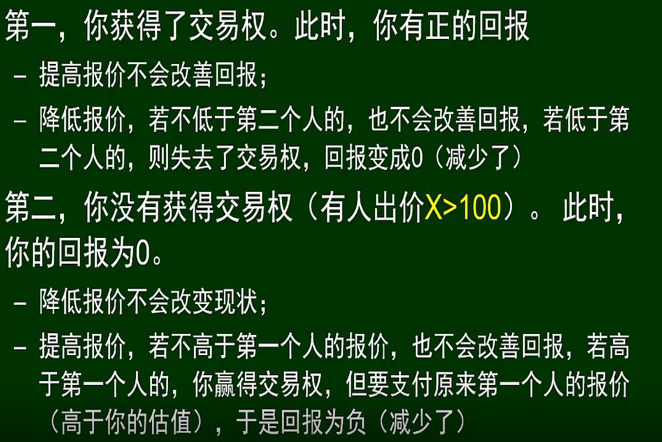 第一，你获得了交易权。此时，你有正的回报
– 提高报价不会改善回报；
– 降低报价，若不低于第二个人的，也不会改善回报，若低于第
二个人的，则失去了交易权，回报变成0（减少了）
第二，你没有获得交易权（有人出价X>100）。 此时，
你的回报为0。
– 降低报价不会改变现状；
– 提高报价，若不高于第一个人的报价，也不会改善回报，若高
于第一个人的，你赢得交易权，但要支付原来第一个人的报价
（高于你的估值），于是回报为负（减少了）